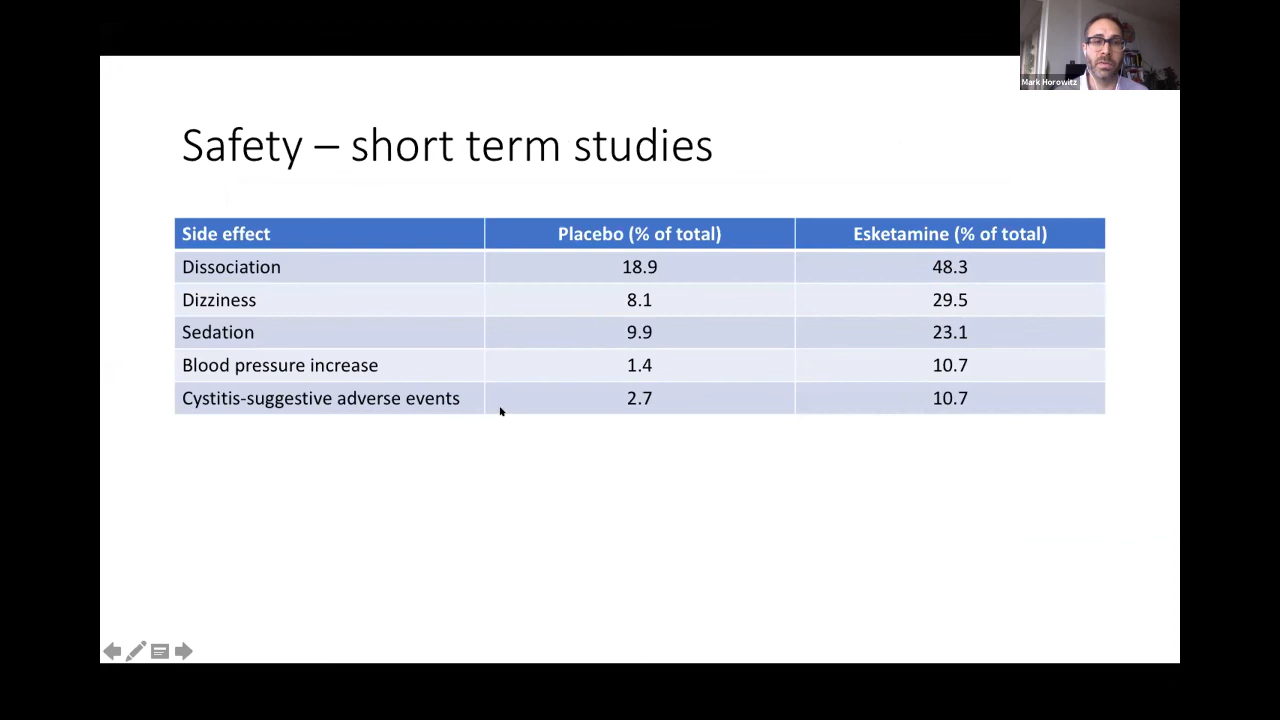 Mark Horowitz
Safety – short term studies
Side effect Placebo (% of total) Esketamine (% of total)
Dissociation 18.9 48.3
Dizziness 8.1 29.5
Sedation 9.9 23.1
Blood pressure increase 1.4 10.7
Cystitis-suggestive adverse events 2.7 10.7